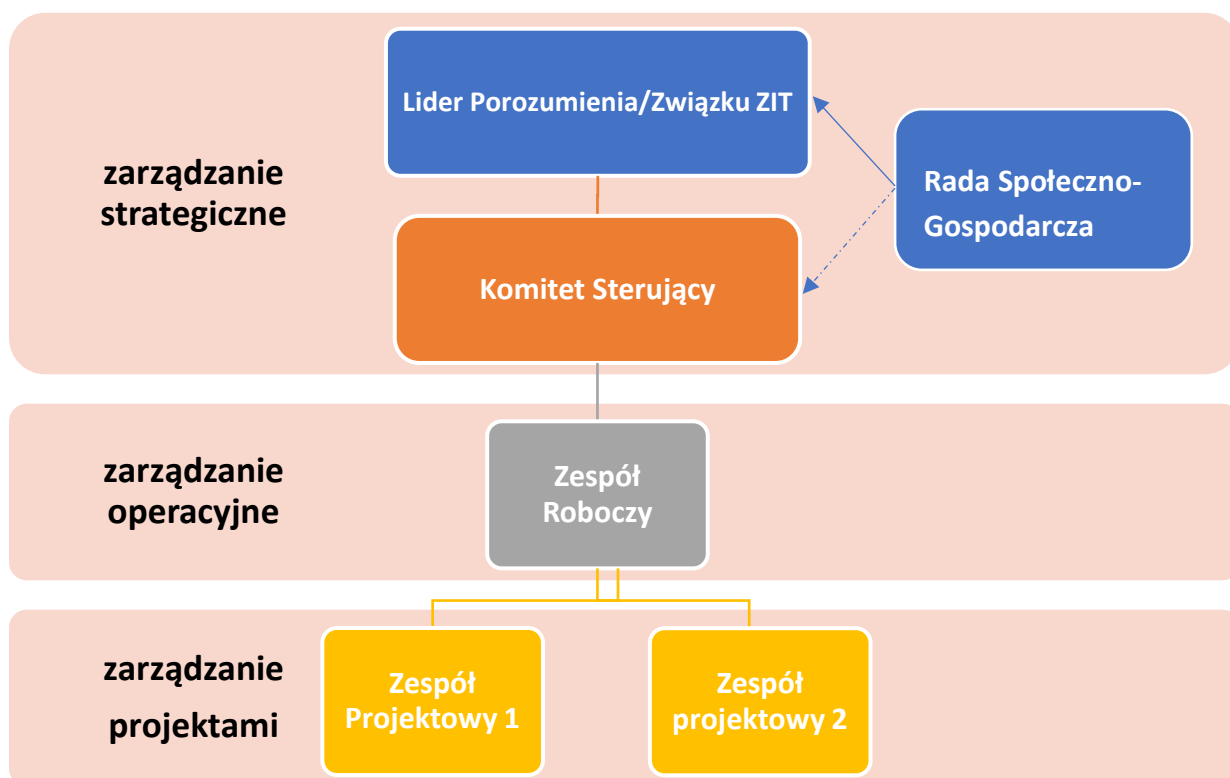 Lider Porozumienia/Związku ZIT
zarządzanie
strategiczne
Rada Społeczno-
Gospodarcza
Komitet Sterujący
zarządzanie
operacyjne
Zespół
Roboczy
zarządzanie
projektami
Zespół
Projektowy 1
Zespół
projektowy 2